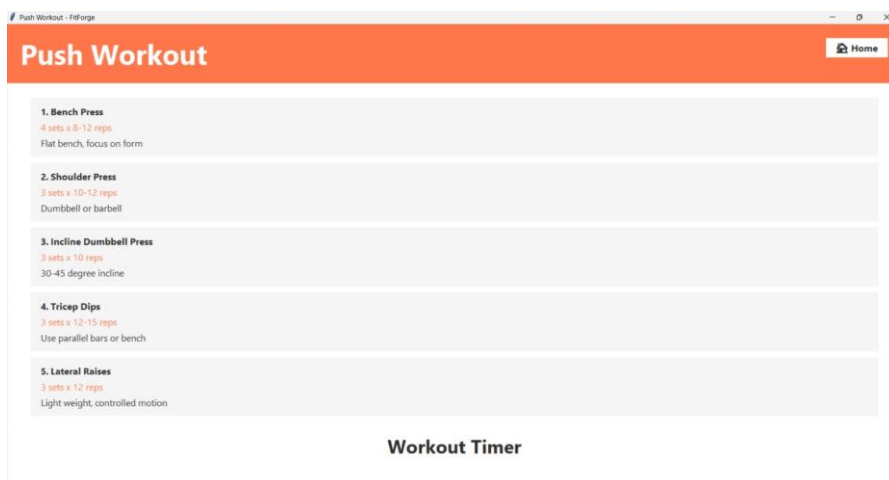 Push Workout - FitForge
Push Workout
Home
1. Bench Press
4 sets x 8-12 reps
Flat bench, focus on form
2. Shoulder Press
3 sets x 10-12 reps
Dumbbell or barbell
3. Incline Dumbbell Press
3 sets x 10 reps
30-45 degree incline
4. Tricep Dips
3 sets x 12-15 reps
Use parallel bars or bench
5. Lateral Raises
3 sets x 12 reps
Light weight, controlled motion
Workout Timer